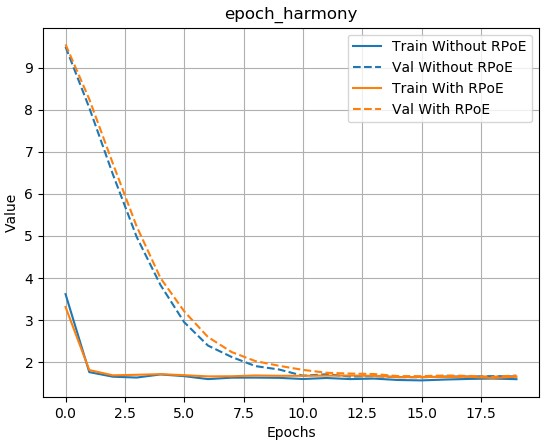 epoch_harmony
Train Without RPoE
Val Without RPoE
Train With RPoE
Val With RPoE
9
8
7
6
5
4
3
2
Value
0.0 2.5 5.0 7.5 10.0 12.5 15.0 17.5
Epochs